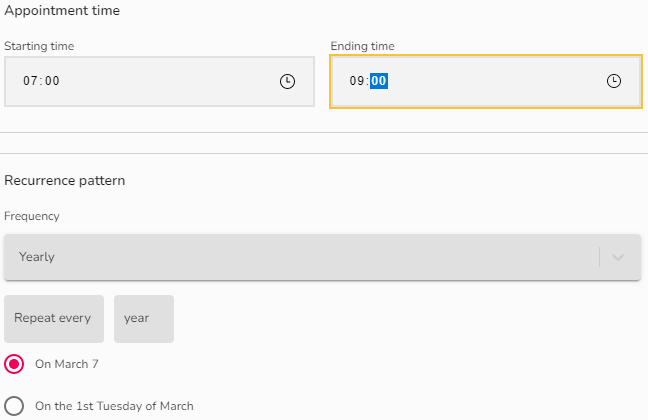 Appointment time
Starting time Ending time
07:00 09:00
Recurrence pattern
Frequency
Yearly
Repeat every year
On March 7
On the 1st Tuesday of March